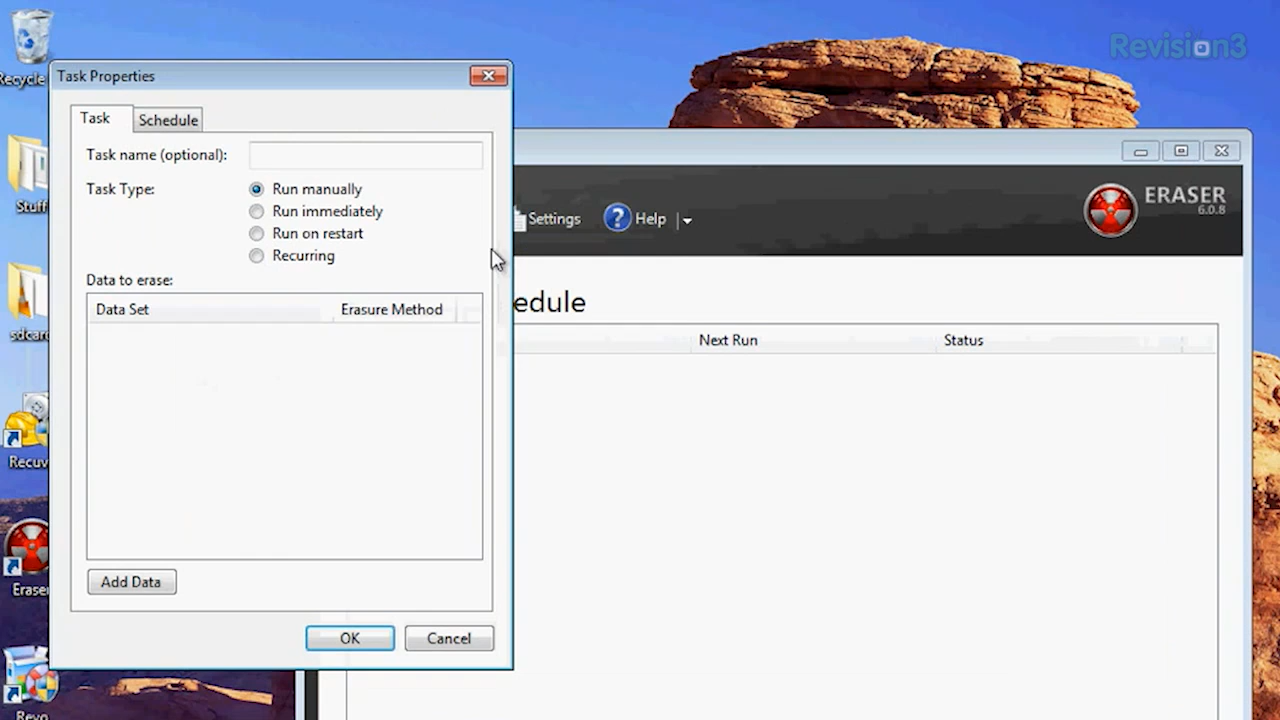 Revision3
Recycle
Task Properties
Task
Schedule
Task name (optional):
Task Type:
Run manually
Run immediately
Run on restart
Recurring
Data to erase:
Data Set
Erasure Method
Add Data
OK
Cancel
Settings
Help
ERASER
6.0.8
edule
Next Run
Status
Stuff
sdcard
Recuv
Eraser
Revo